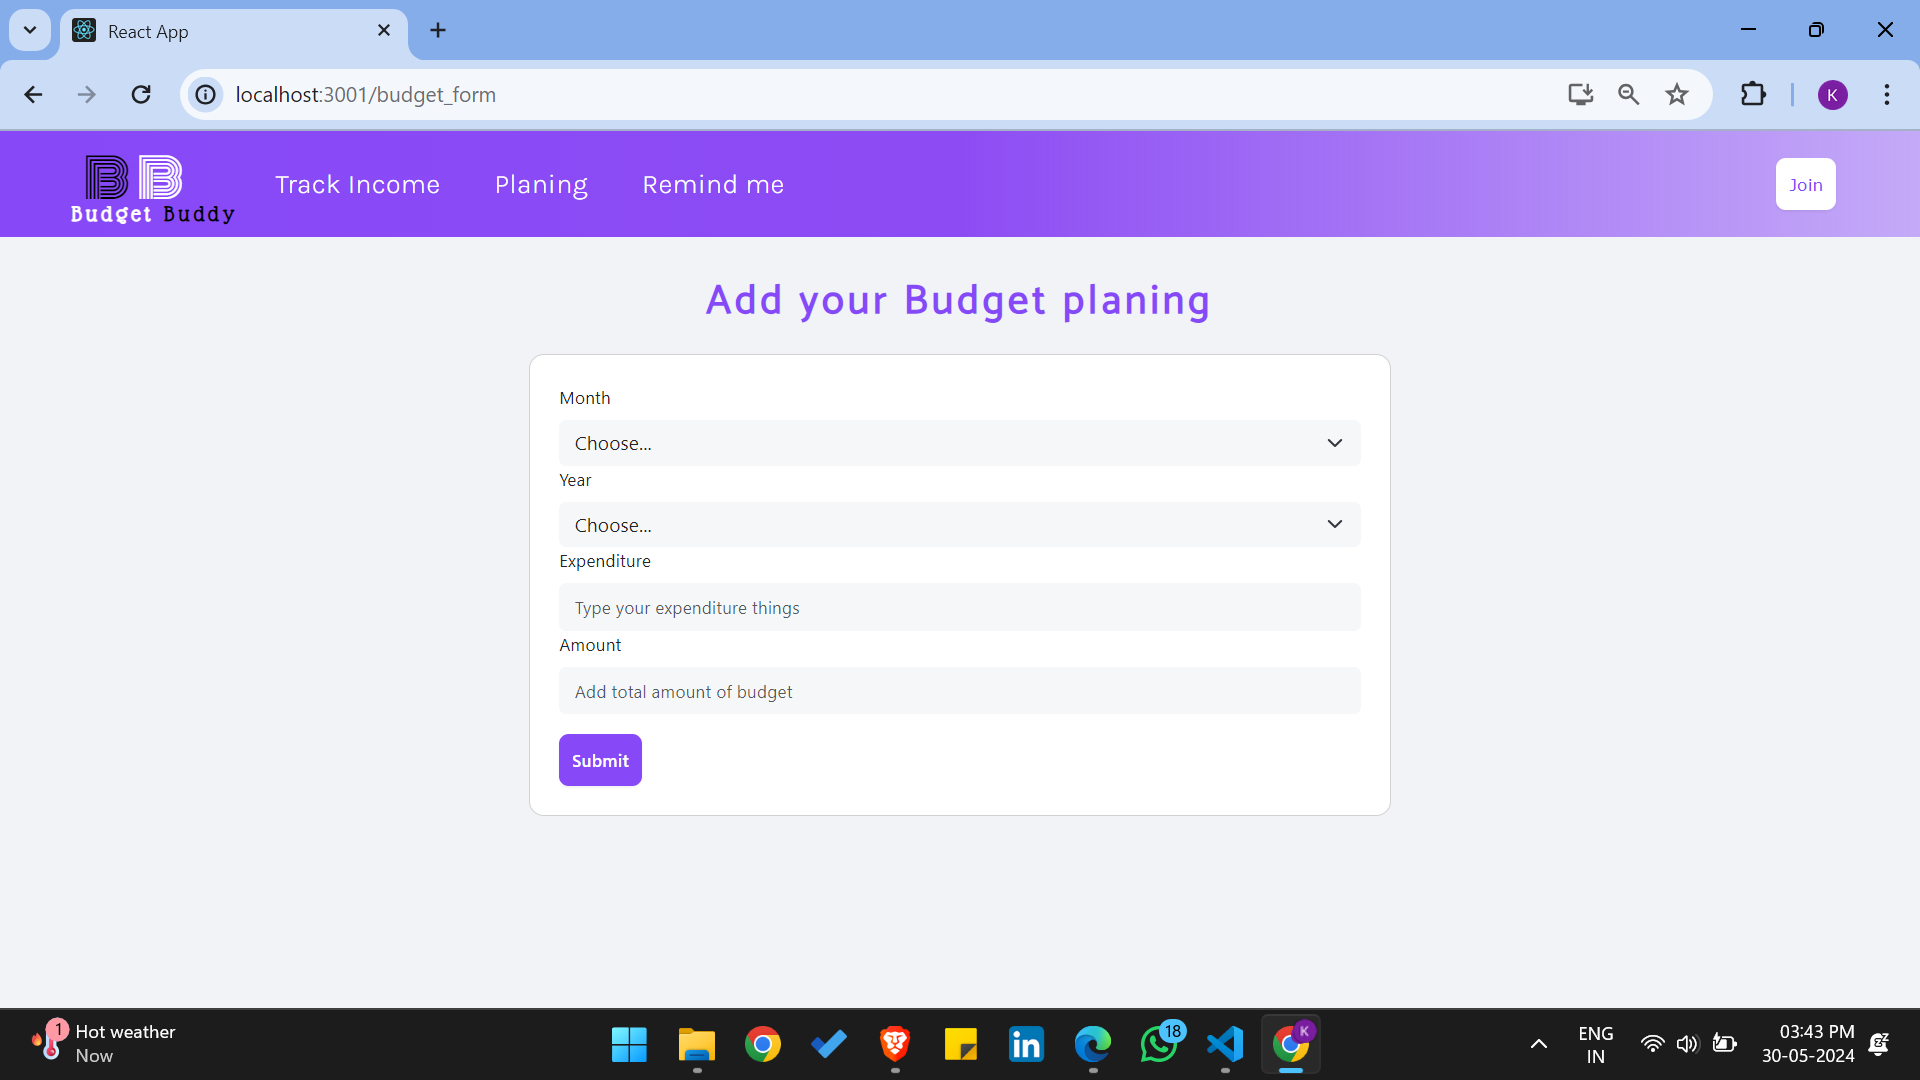 React App
localhost:3001/budget_form
K
BB
Budget Buddy
Track Income
Planing
Remind me
Join
Add your Budget planing
Month
Choose...
Year
Choose...
Expenditure
Type your expenditure things
Amount
Add total amount of budget
Submit
1
Hot weather
Now
in
18
K
ENG
IN
03:43 PM
30-05-2024